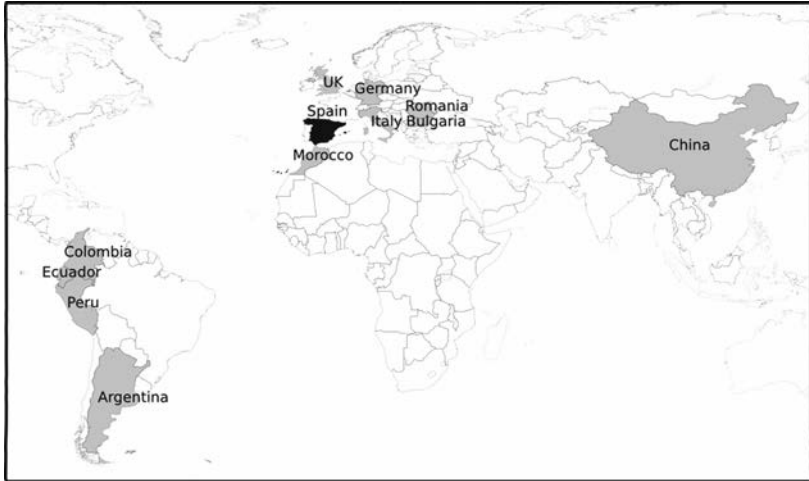 UK
Germany
Spain
Romania
Italy Bulgaria
Morocco
China
Colombia
Ecuador
Peru
Argentina